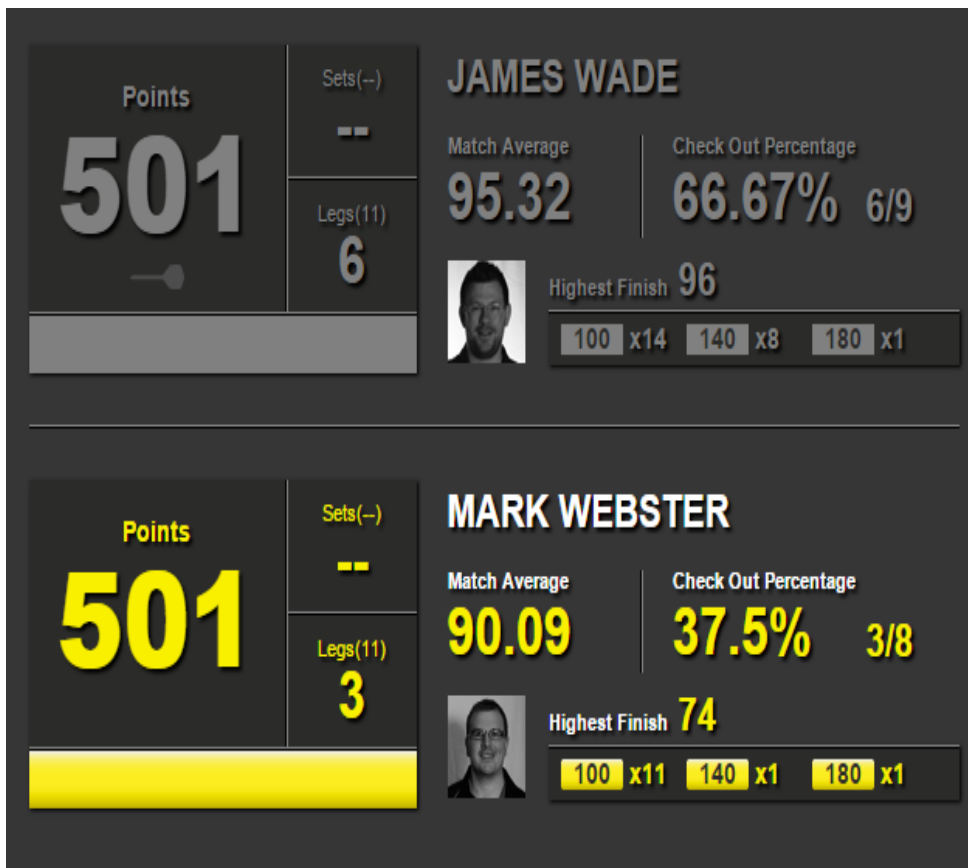 JAMES WADE
Points
501
Sets(--)
--
Legs(11)
6
Match Average
95.32
Check Out Percentage
66.67% 6/9
Highest Finish 96
100 x14 140 x8 180 x1
MARK WEBSTER
Points
501
Sets(--)
--
Legs(11)
3
Match Average
90.09
Check Out Percentage
37.5% 3/8
Highest Finish 74
100 x11 140 x1 180 x1